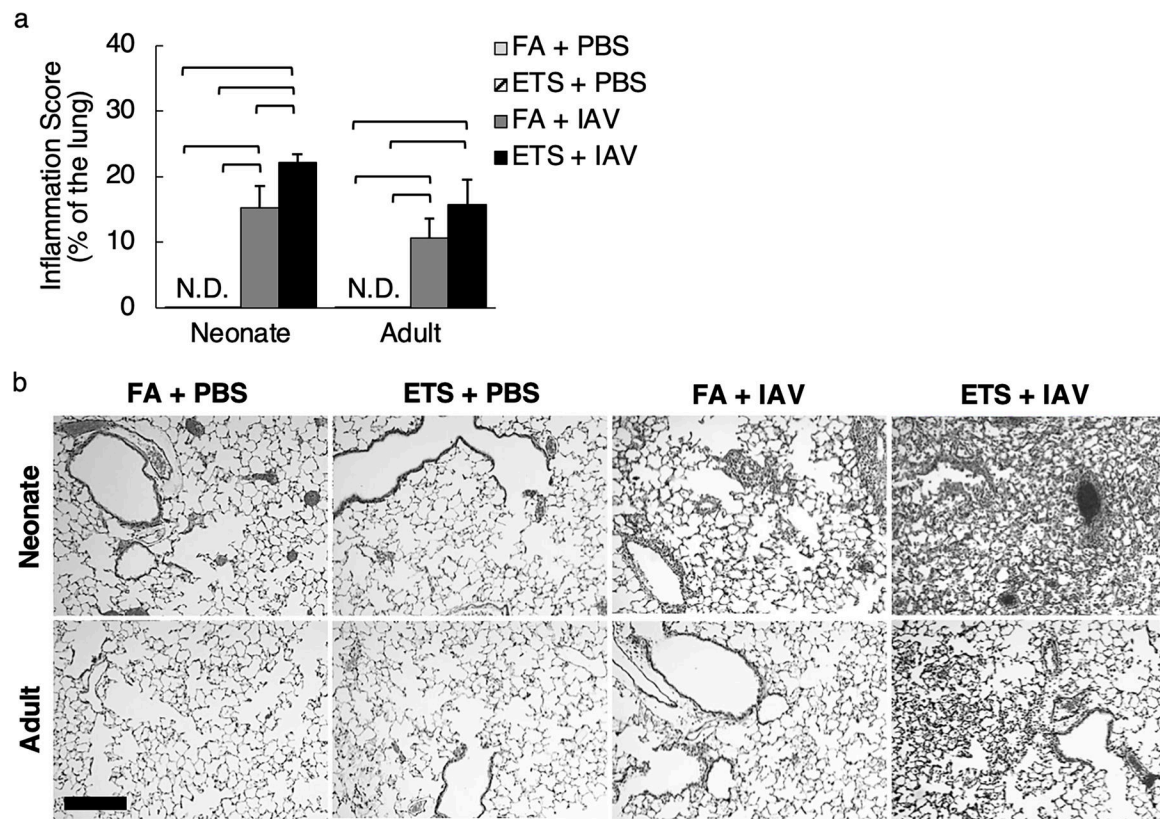 a
Inflammation Score
(% of the lung)
40
30
20
10
0
N.D.
N.D.
Neonate
Adult
FA + PBS
ETS + PBS
FA + IAV
ETS + IAV
b
FA + PBS
ETS + PBS
FA + IAV
ETS + IAV
Neonate
Adult